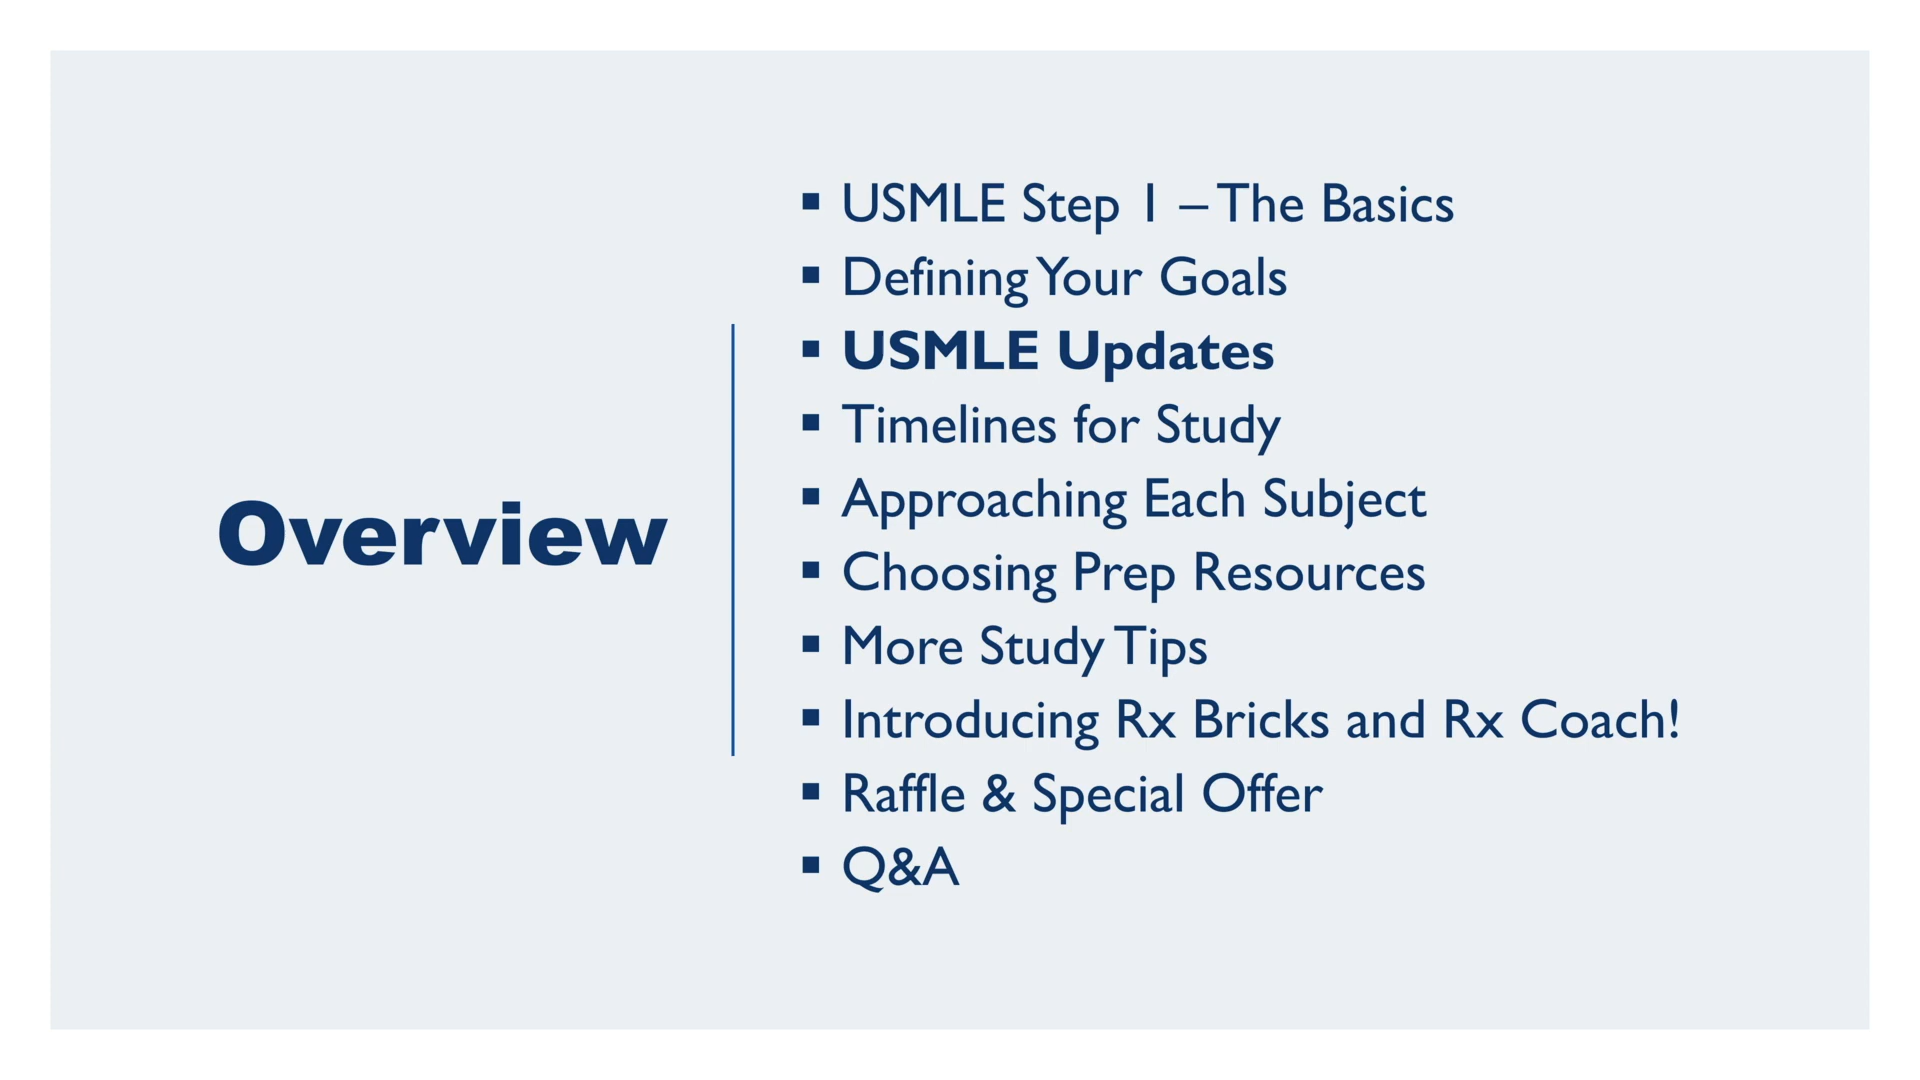 Overview
▪ USMLE Step 1 – The Basics
▪ Defining Your Goals
▪ USMLE Updates
▪ Timelines for Study
▪ Approaching Each Subject
▪ Choosing Prep Resources
▪ More Study Tips
▪ Introducing Rx Bricks and Rx Coach!
▪ Raffle & Special Offer
▪ Q&A